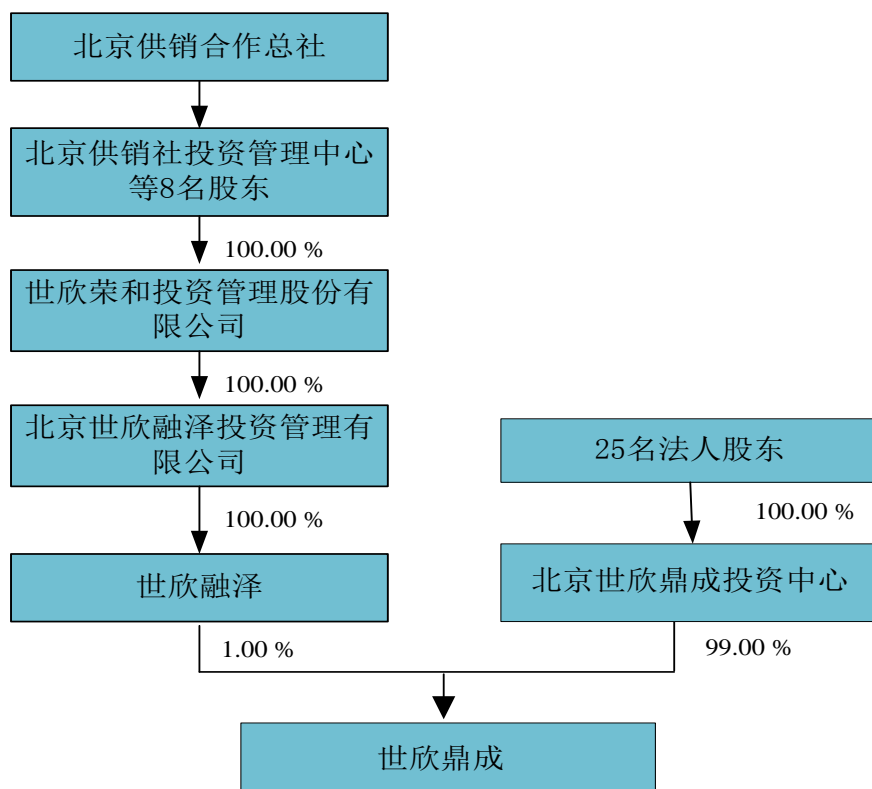 北京供销合作总社
北京供销社投资管理中心
等8名股东
100.00 %
世欣荣和投资管理股份有
限公司
100.00 %
北京世欣融泽投资管理有
限公司
25名法人股东
100.00 %
100.00 %
世欣融泽
北京世欣鼎成投资中心
1.00 %
99.00 %
世欣鼎成